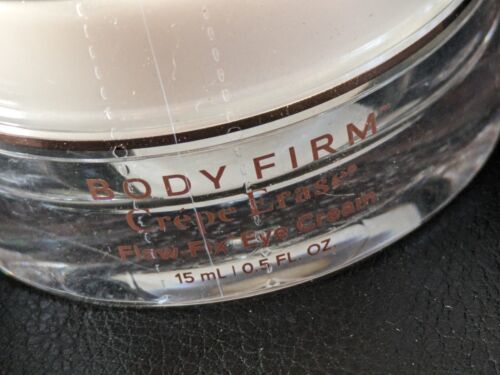 BODY FIRM™
Crepe Erase®
Flaw Fix Eye Cream
15 mL | 0.5 FL. OZ.